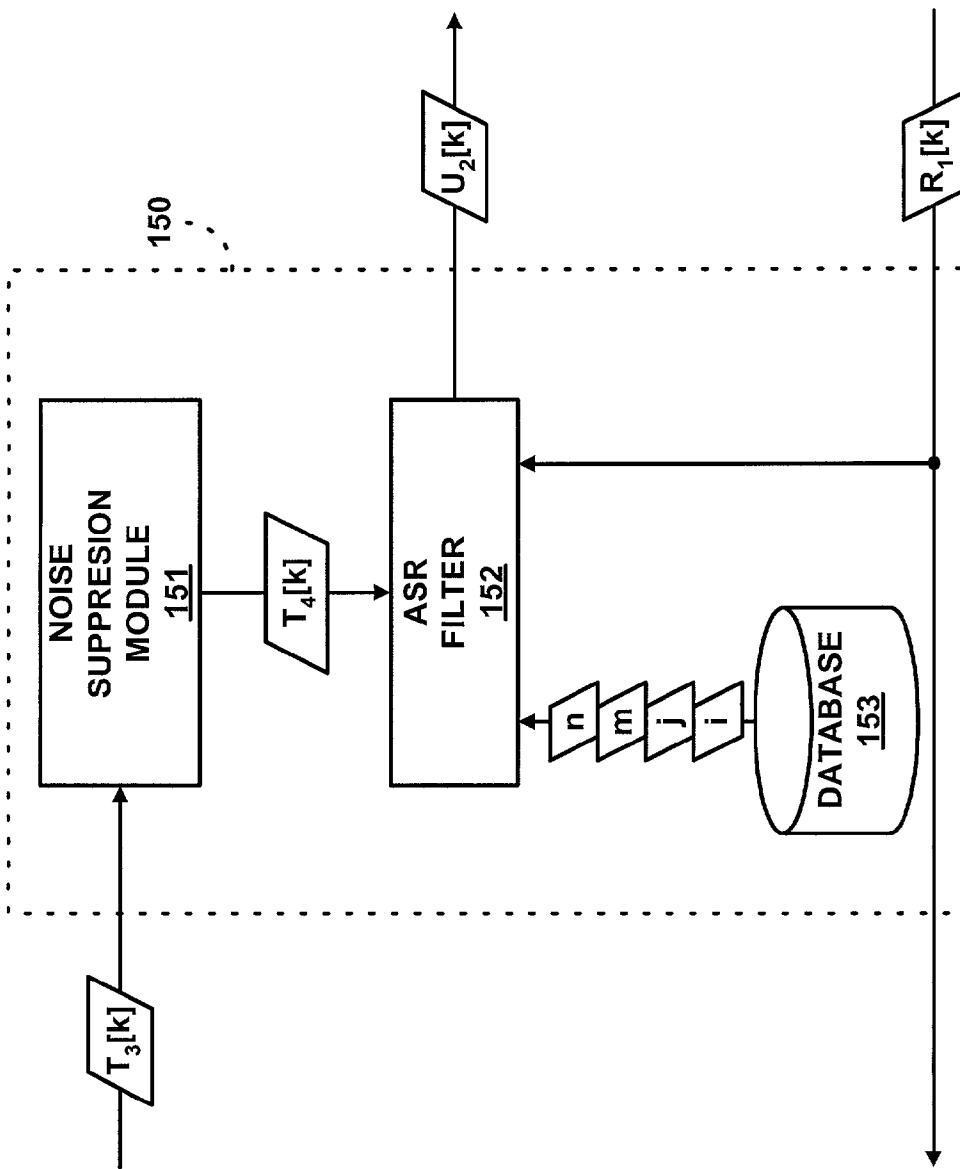 150
T3[k]
NOISE
SUPPRESION
MODULE
151
T4[k]
ASR
FILTER
152
U2[k]
n
m
j
i
DATABASE
153
R1[k]